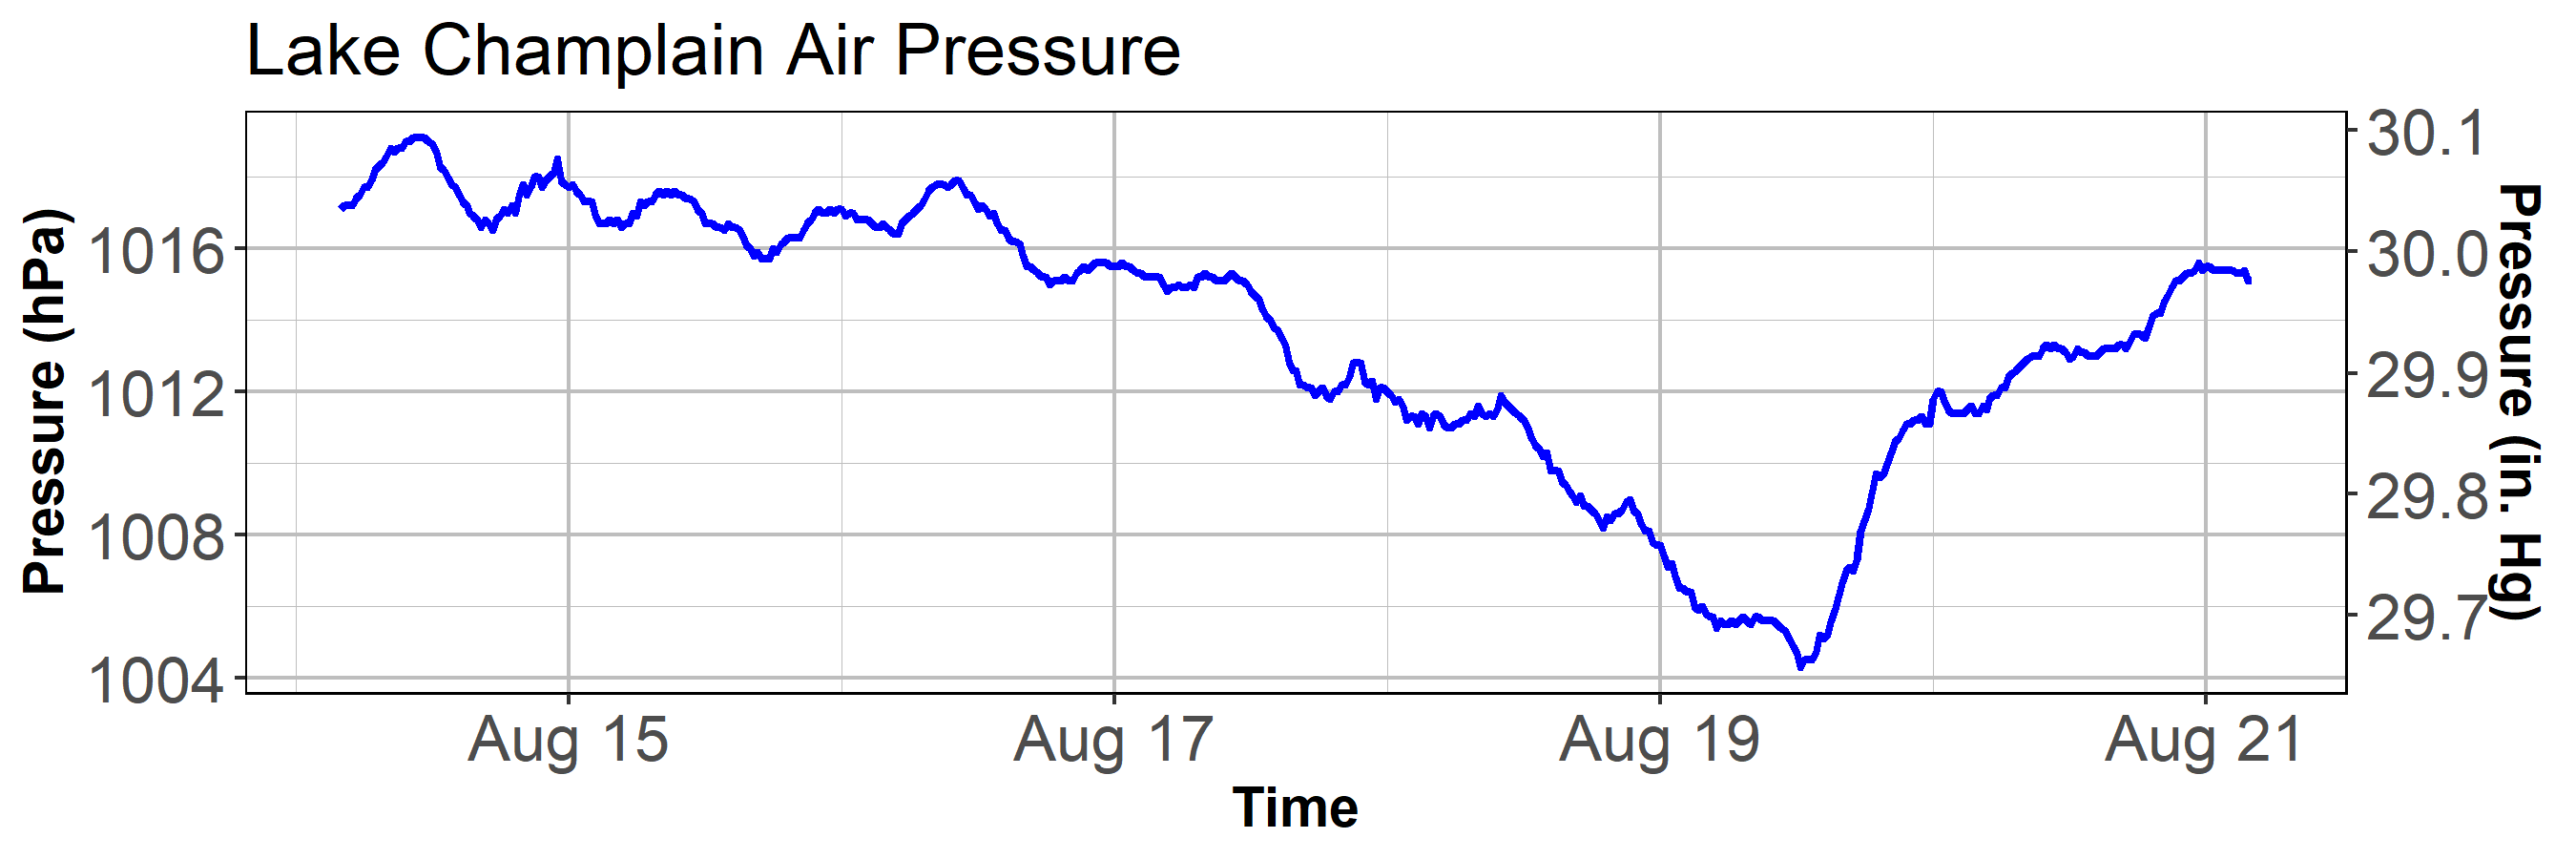 Lake Champlain Air Pressure
Pressure (hPa)
1016
1012
1008
1004
30.1
30.0
29.9
29.8
29.7
Pressure (in. Hg)
Aug 15
Aug 17
Aug 19
Aug 21
Time